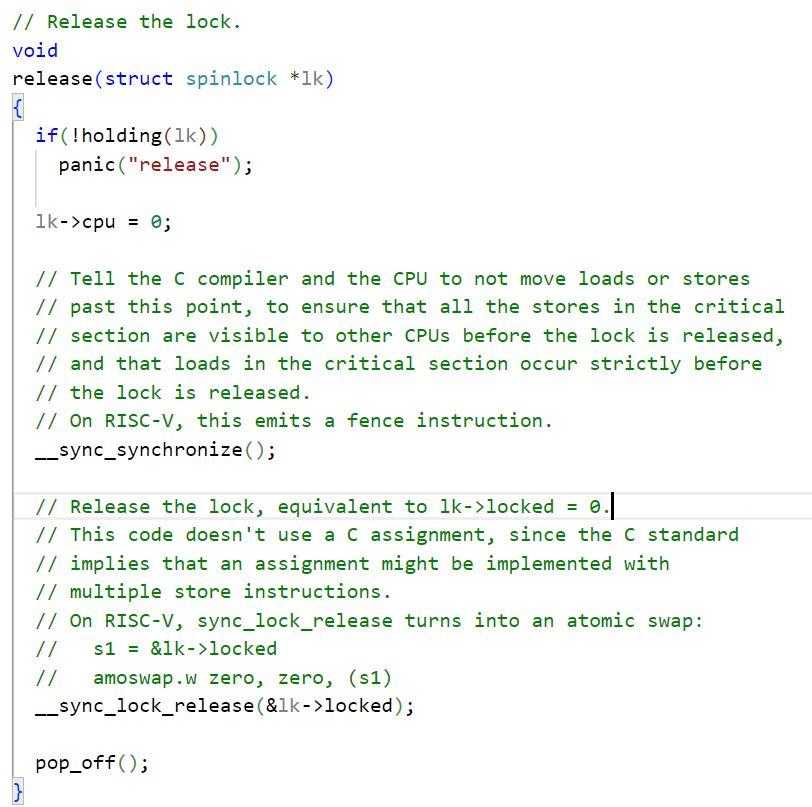 // Release the lock.
void
release(struct spinlock *lk)
{
  if(!holding(lk))
    panic("release");

  lk->cpu = 0;

  // Tell the C compiler and the CPU to not move loads or stores
  // past this point, to ensure that all the stores in the critical
  // section are visible to other CPUs before the lock is released,
  // and that loads in the critical section occur strictly before
  // the lock is released.
  // On RISC-V, this emits a fence instruction.
  __sync_synchronize();

  // Release the lock, equivalent to lk->locked = 0.
  // This code doesn't use a C assignment, since the C standard
  // implies that an assignment might be implemented with
  // multiple store instructions.
  // On RISC-V, sync_lock_release turns into an atomic swap:
  //   s1 = &lk->locked
  //   amoswap.w zero, zero, (s1)
  __sync_lock_release(&lk->locked);

  pop_off();
}